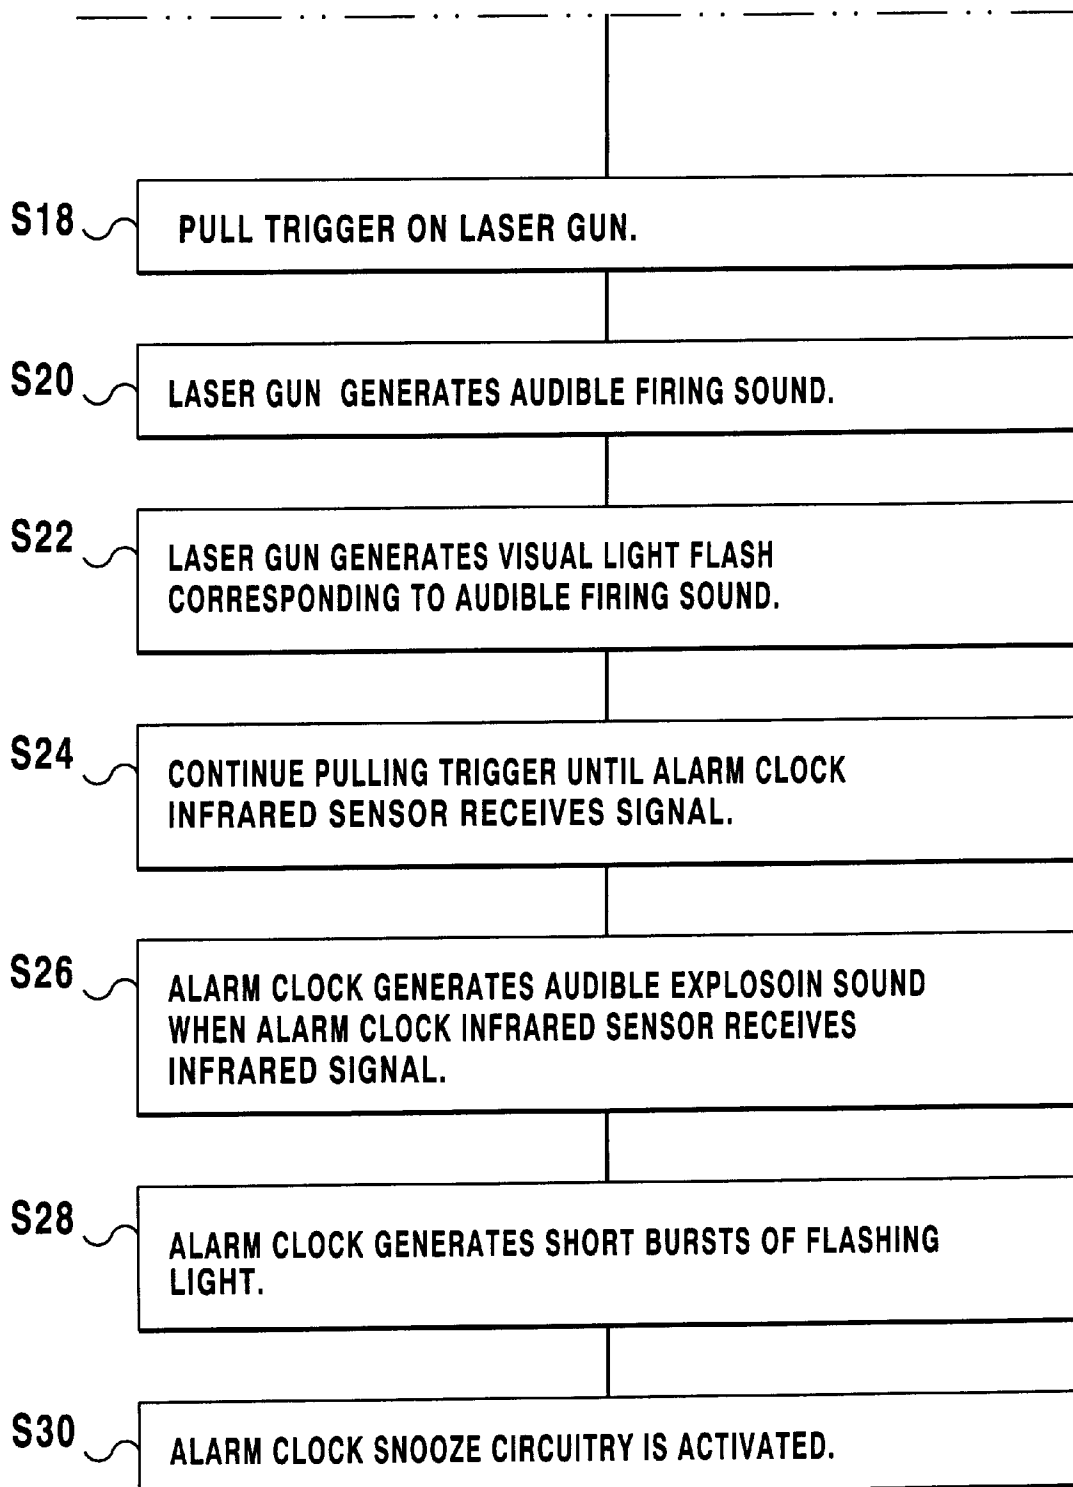 S18
PULL TRIGGER ON LASER GUN.
S20
LASER GUN GENERATES AUDIBLE FIRING SOUND.
S22
LASER GUN GENERATES VISUAL LIGHT FLASH
CORRESPONDING TO AUDIBLE FIRING SOUND.
S24
CONTINUE PULLING TRIGGER UNTIL ALARM CLOCK
INFRARED SENSOR RECEIVES SIGNAL.
S26
ALARM CLOCK GENERATES AUDIBLE EXPLOSOIN SOUND
WHEN ALARM CLOCK INFRARED SENSOR RECEIVES
INFRARED SIGNAL.
S28
ALARM CLOCK GENERATES SHORT BURSTS OF FLASHING
LIGHT.
S30
ALARM CLOCK SNOOZE CIRCUITRY IS ACTIVATED.